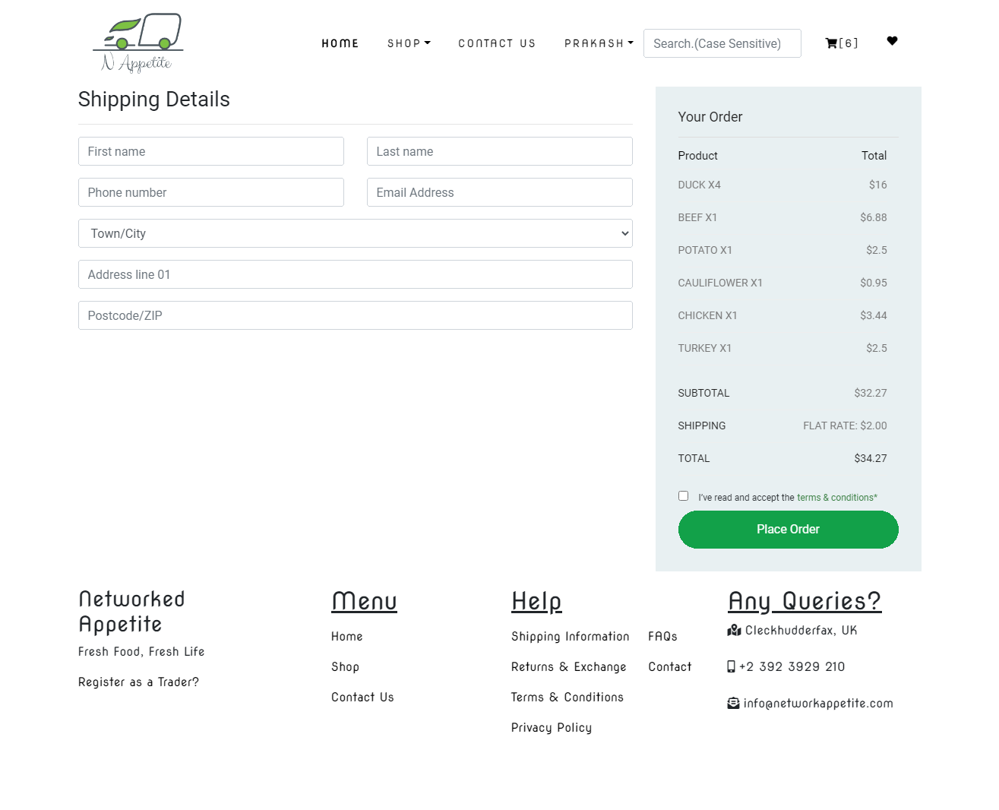 N Appetite
HOME SHOP CONTACT US PRAKASH Search.(Case Sensitive) [6]
Shipping Details
First name Last name
Phone number Email Address
Town/City
Address line 01
Postcode/ZIP
Your Order
Product Total
DUCK X4 $16
BEEF X1 $6.88
POTATO X1 $2.5
CAULIFLOWER X1 $0.95
CHICKEN X1 $3.44
TURKEY X1 $2.5
SUBTOTAL $32.27
SHIPPING FLAT RATE: $2.00
TOTAL $34.27
I've read and accept the terms & conditions*
Place Order
Networked
Appetite
Fresh Food, Fresh Life
Register as a Trader?
Menu
Home
Shop
Contact Us
Help
Shipping Information FAQs
Returns & Exchange Contact
Terms & Conditions
Privacy Policy
Any Queries?
Cleckhudderfax, UK
+2 392 3929 210
info@networkappetite.com